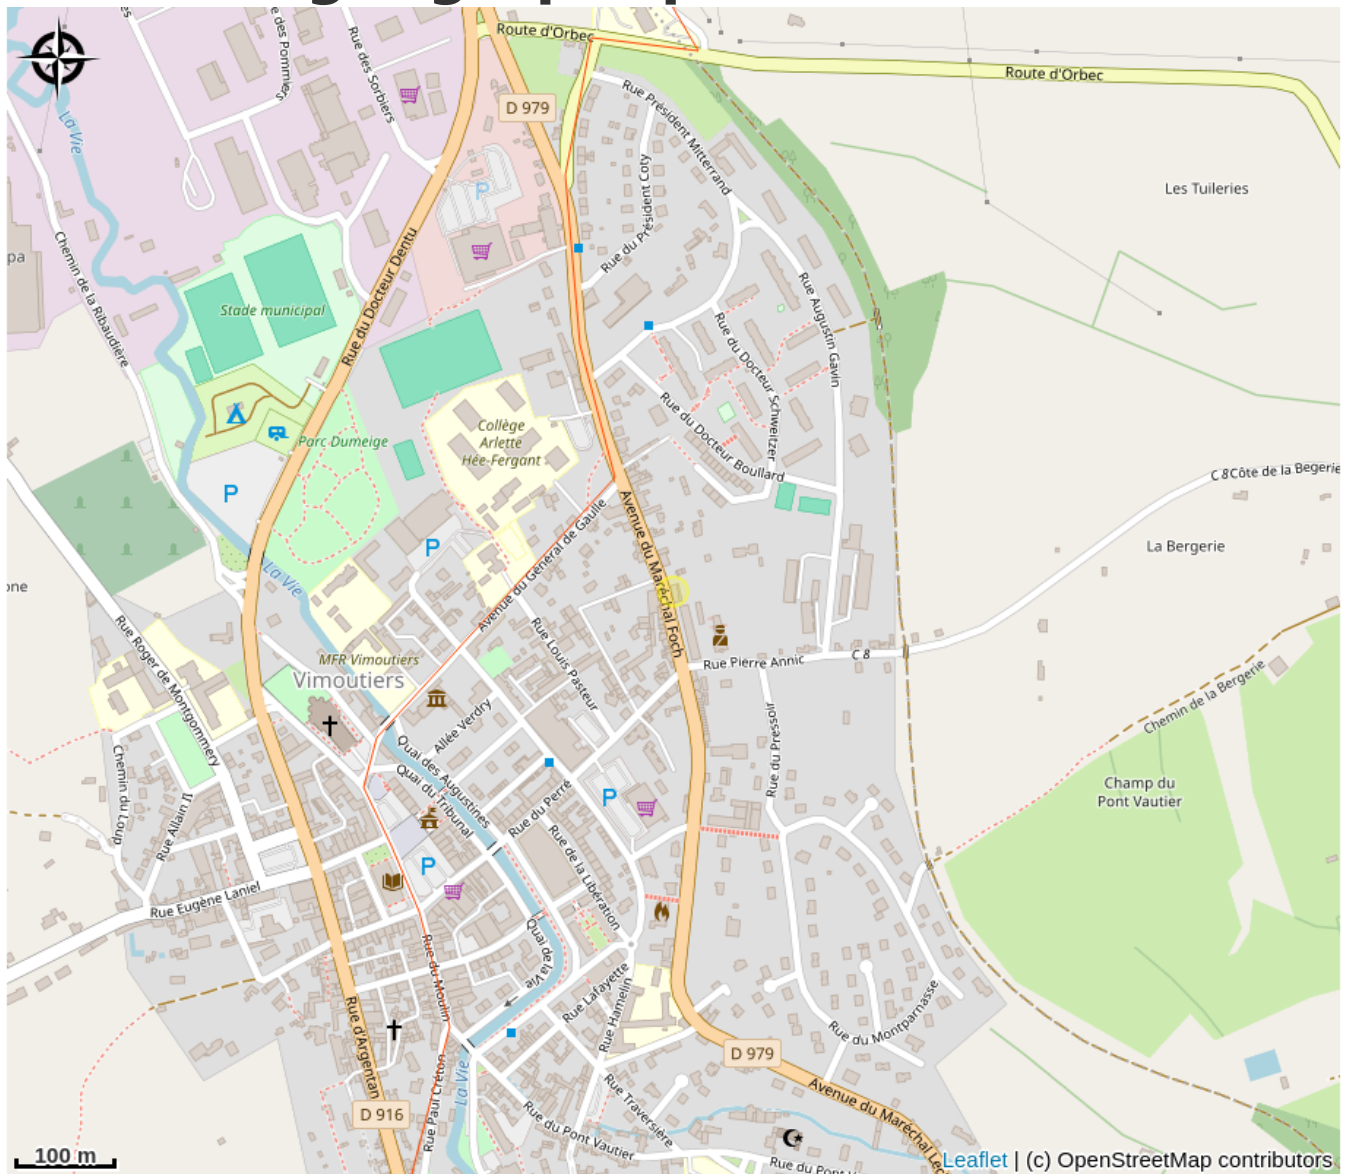 Route d'Orbec
Route d'Orbec
D 979
Rue des Sorbiers
La Vie
Rue Président Mitterrand
Rue du Président Coty
Les Tuileries
Chemin de la Ribaudière
Rue du Docteur Dentu
P
Stade municipal
Rue Augustin Gavin
Rue du Docteur Schweitzer
Rue du Docteur Boullard
Collège
Arlette
Hée-Fergant
Parc Dumeige
P
P
C 8
Côte de la Bégerie
La Bergerie
Avenue du Général de Gaulle
Avenue du Maréchal Foch
La Vie
Rue Roger de Montgommery
Rue Louis Pasteur
MFR Vimoutiers
Vimoutiers
Rue Pierre Annic
C 8
Chemin de la Bergerie
Allée Verdry
Rue du Pressoir
Quai des Augustines
Quai du Tribunal
Rue du Perré
P
Champ du
Pont Vautier
Chemin du Loup
Rue Allain II
P
Rue de la Libération
Rue Eugène Laniel
Rue du Moulin
Quai de la Vie
Rue Lafayette
Rue Hamelin
Rue du Montparnasse
Rue d'Argentan
D 979
D 916
Rue Paul Créton
La Vie
Rue Traversière
Rue du Pont Vautier
Avenue du Maréchal Lec
Rue du Pont V
100 m
Leaflet | (c) OpenStreetMap contributors